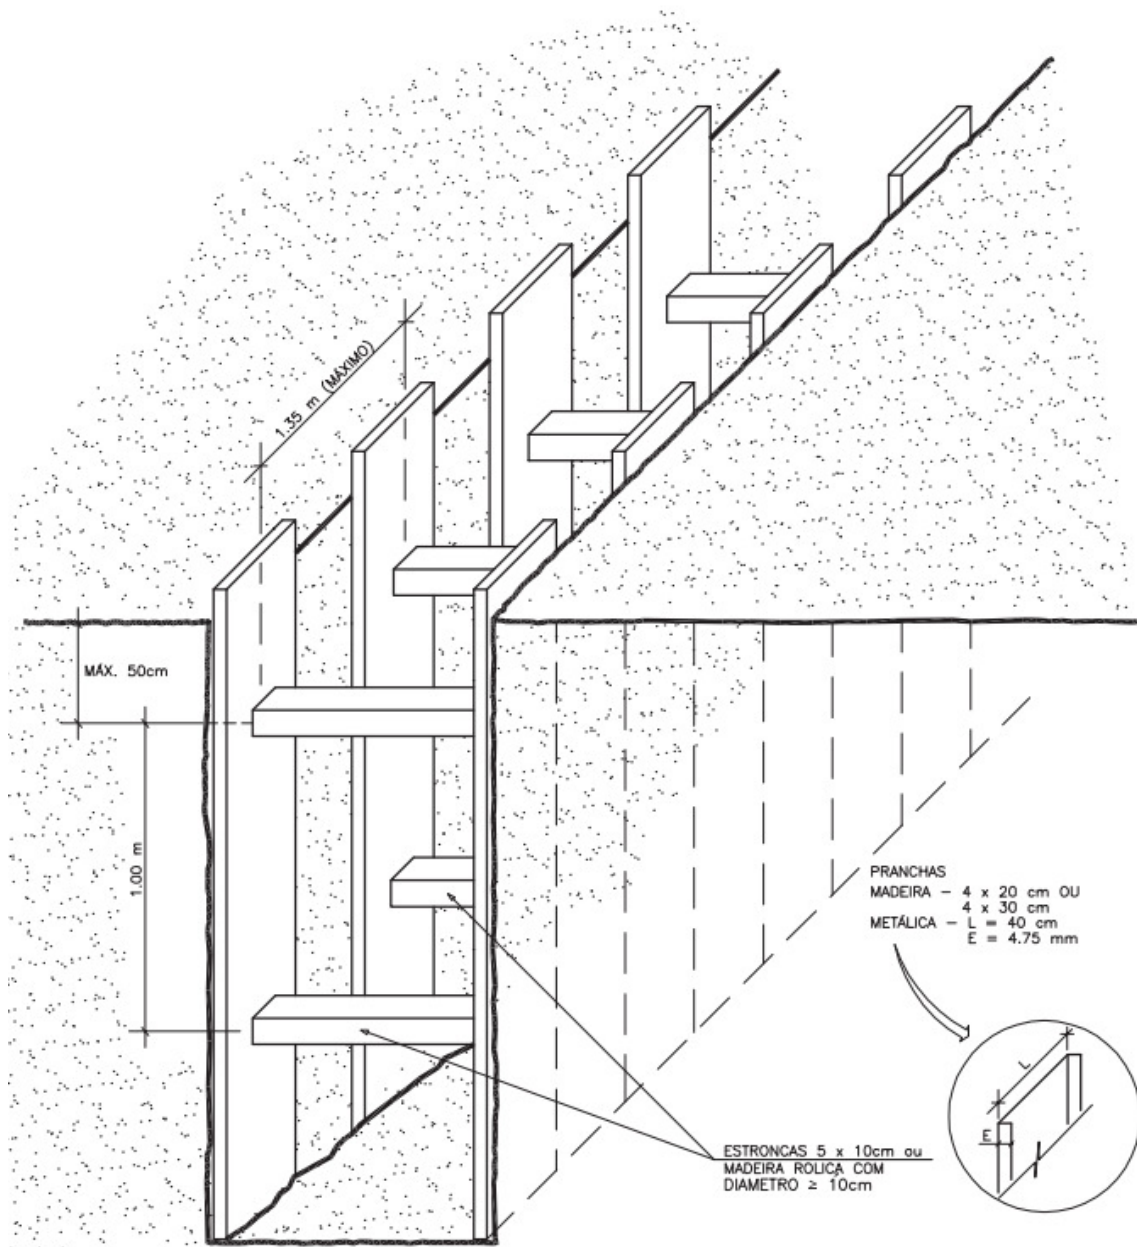 1.35 m (MÁXIMO)
MÁX. 50cm
1.00 m
PRANCHAS
MADEIRA – 4 x 20 cm OU
4 x 30 cm
METÁLICA – L = 40 cm
E = 4.75 mm
L
E
ESTRONCAS 5 x 10cm ou
MADEIRA ROLIÇA COM
DIAMETRO ≥ 10cm